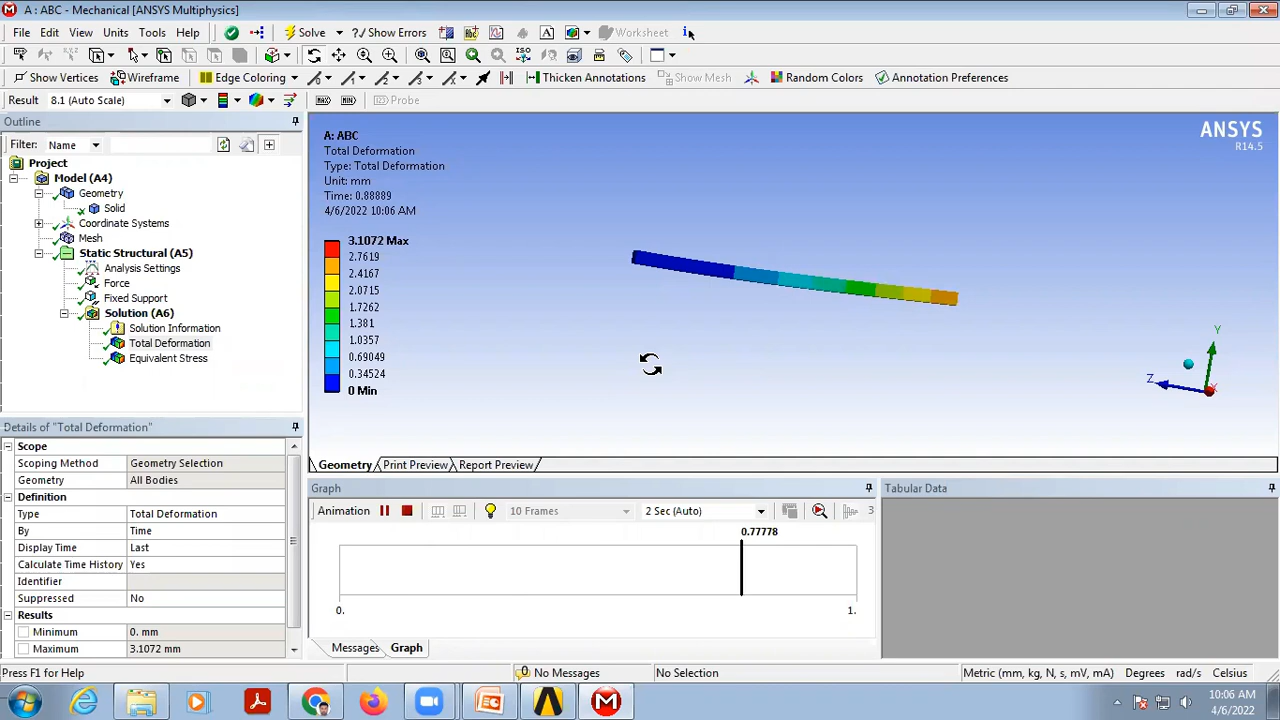 A : ABC - Mechanical [ANSYS Multiphysics]
File Edit View Units Tools Help Solve Show Errors Worksheet
Show Vertices Wireframe Edge Coloring Thicken Annotations Show Mesh Random Colors Annotation Preferences
Result 8.1 (Auto Scale) MAX MIN Probe
Outline
Filter: Name
Project
Model (A4)
Geometry
Solid
Coordinate Systems
Mesh
Static Structural (A5)
Analysis Settings
Force
Fixed Support
Solution (A6)
Solution Information
Total Deformation
Equivalent Stress
A: ABC
Total Deformation
Type: Total Deformation
Unit: mm
Time: 0.88889
4/6/2022 10:06 AM
3.1072 Max
2.7619
2.4167
2.0715
1.7262
1.381
1.0357
0.69049
0.34524
0 Min
ANSYS
R14.5
Y
Z
X
Geometry Print Preview Report Preview
Details of "Total Deformation"
Scope
Scoping Method Geometry Selection
Geometry All Bodies
Definition
Type Total Deformation
By Time
Display Time Last
Calculate Time History Yes
Identifier
Suppressed No
Results
Minimum 0. mm
Maximum 3.1072 mm
Graph
Animation 10 Frames 2 Sec (Auto) 3
0.77778
0. 1.
Messages Graph
Tabular Data
Press F1 for Help 0 No Messages No Selection Metric (mm, kg, N, s, mV, mA) Degrees rad/s Celsius
10:06 AM
4/6/2022